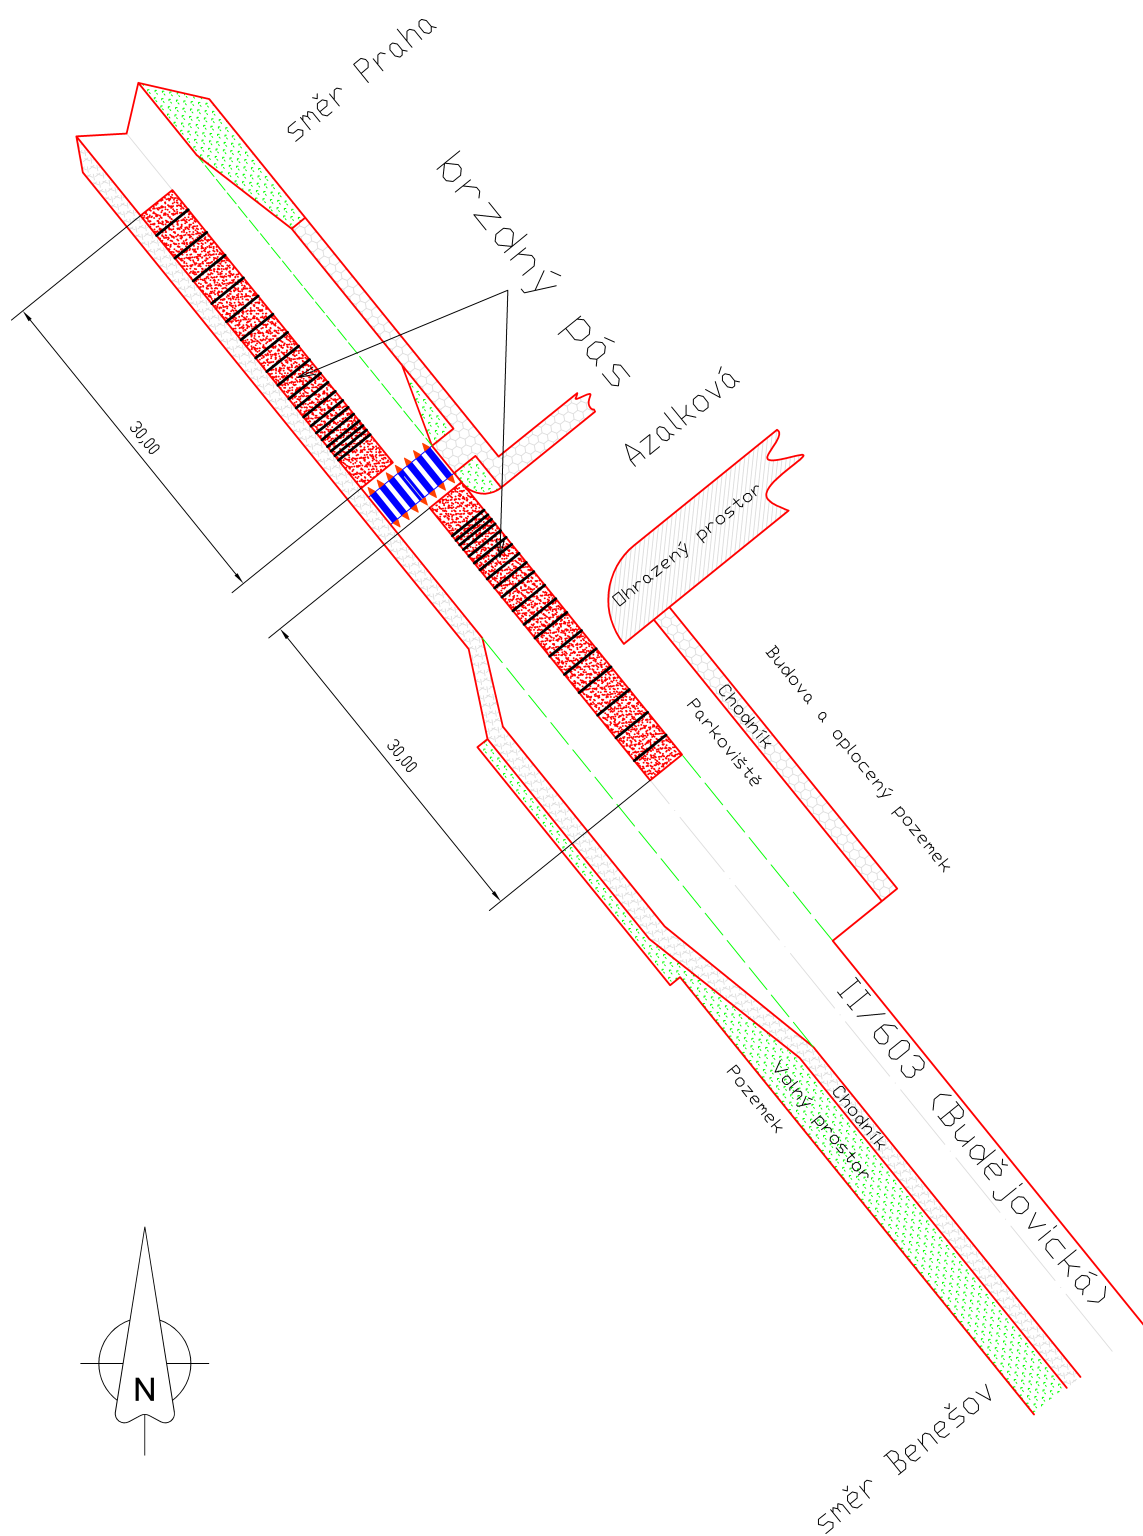 směr Praha
brzdný
pás
Azalková
30,00
Ohrazený prostor
Budova a oplocený pozemek
Chodník
Parkoviště
30,00
II/603 (Budějovická)
Volný prostor
Chodník
Pozemek
N
směr Benešov